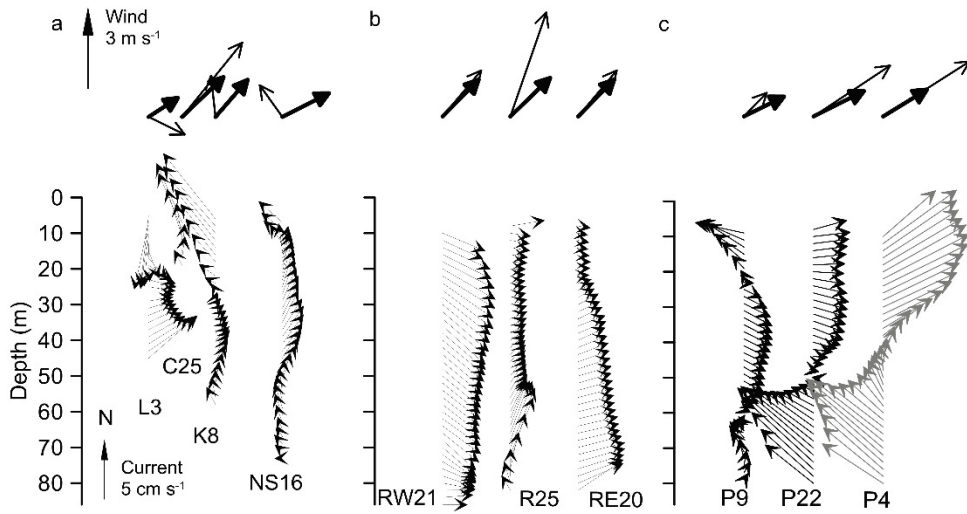 a
Wind
3 m s⁻¹
b
c
0
10
20
30
40
50
60
70
80
Depth (m)
N
Current
5 cm s⁻¹
C25
L3
K8
NS16
RW21
R25
RE20
P9
P22
P4